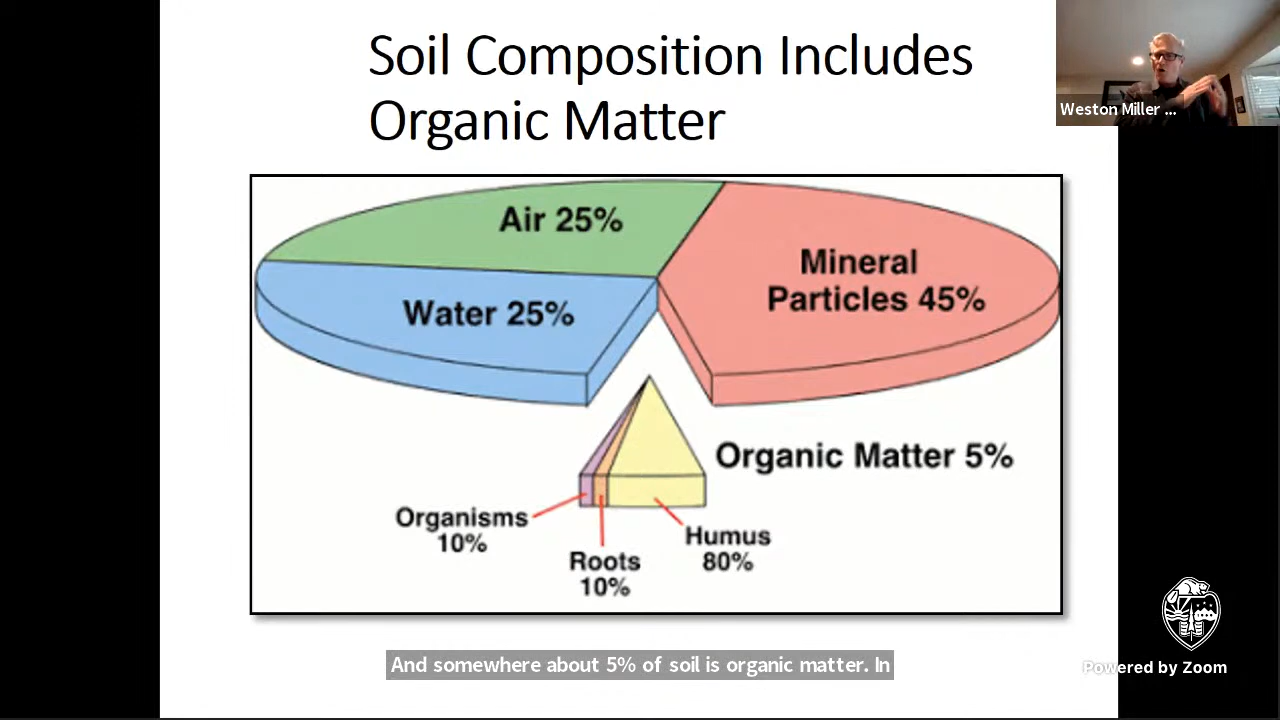 Soil Composition Includes
Organic Matter
Weston Miller ...
Air 25%
Mineral
Particles 45%
Water 25%
Organic Matter 5%
Organisms
10%
Roots
10%
Humus
80%
And somewhere about 5% of soil is organic matter. In
Powered by Zoom